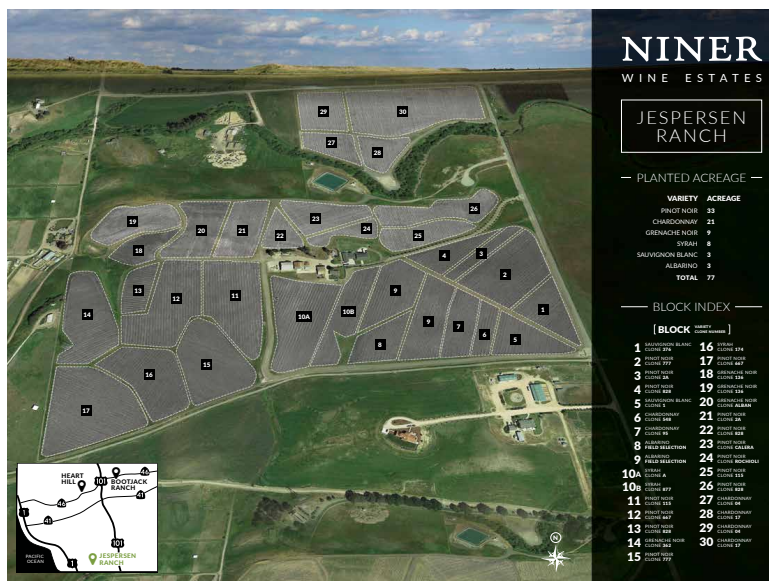 NINER
WINE ESTATES
JESPERSEN
RANCH
PLANTED ACREAGE
VARIETY ACREAGE
PINOT NOIR 33
CHARDONNAY 21
GRENACHE NOIR 9
SYRAH 8
SAUVIGNON BLANC 3
ALBARINO 3
TOTAL 77
BLOCK INDEX
[ BLOCK VARIETY CLONE NUMBER ]
1 SAUVIGNON BLANC CLONE 376
2 PINOT NOIR CLONE 777
3 PINOT NOIR CLONE 2A
4 PINOT NOIR CLONE 828
5 SAUVIGNON BLANC CLONE 1
6 CHARDONNAY CLONE 548
7 CHARDONNAY CLONE 95
8 ALBARINO FIELD SELECTION
9 ALBARINO FIELD SELECTION
10A SYRAH CLONE A
10B SYRAH CLONE 877
11 PINOT NOIR CLONE 115
12 PINOT NOIR CLONE 667
13 PINOT NOIR CLONE 828
14 GRENACHE NOIR CLONE 362
15 PINOT NOIR CLONE 777
16 SYRAH CLONE 174
17 PINOT NOIR CLONE 667
18 GRENACHE NOIR CLONE 136
19 GRENACHE NOIR CLONE 136
20 GRENACHE NOIR CLONE ALBAN
21 PINOT NOIR CLONE 2A
22 PINOT NOIR CLONE 828
23 PINOT NOIR CLONE CALERA
24 PINOT NOIR CLONE ROCHIOLI
25 PINOT NOIR CLONE 115
26 PINOT NOIR CLONE 828
27 CHARDONNAY CLONE 04
28 CHARDONNAY CLONE 17
29 CHARDONNAY CLONE 04
30 CHARDONNAY CLONE 17
29
30
27
28
19
20
21
22
23
24
25
26
18
4
3
2
1
13
12
11
14
10A
10B
9
9
7
6
5
8
15
16
17
HEART
HILL
101
46
BOOTJACK
RANCH
41
46
1
41
101
PACIFIC
OCEAN
1
JESPERSEN
RANCH
N